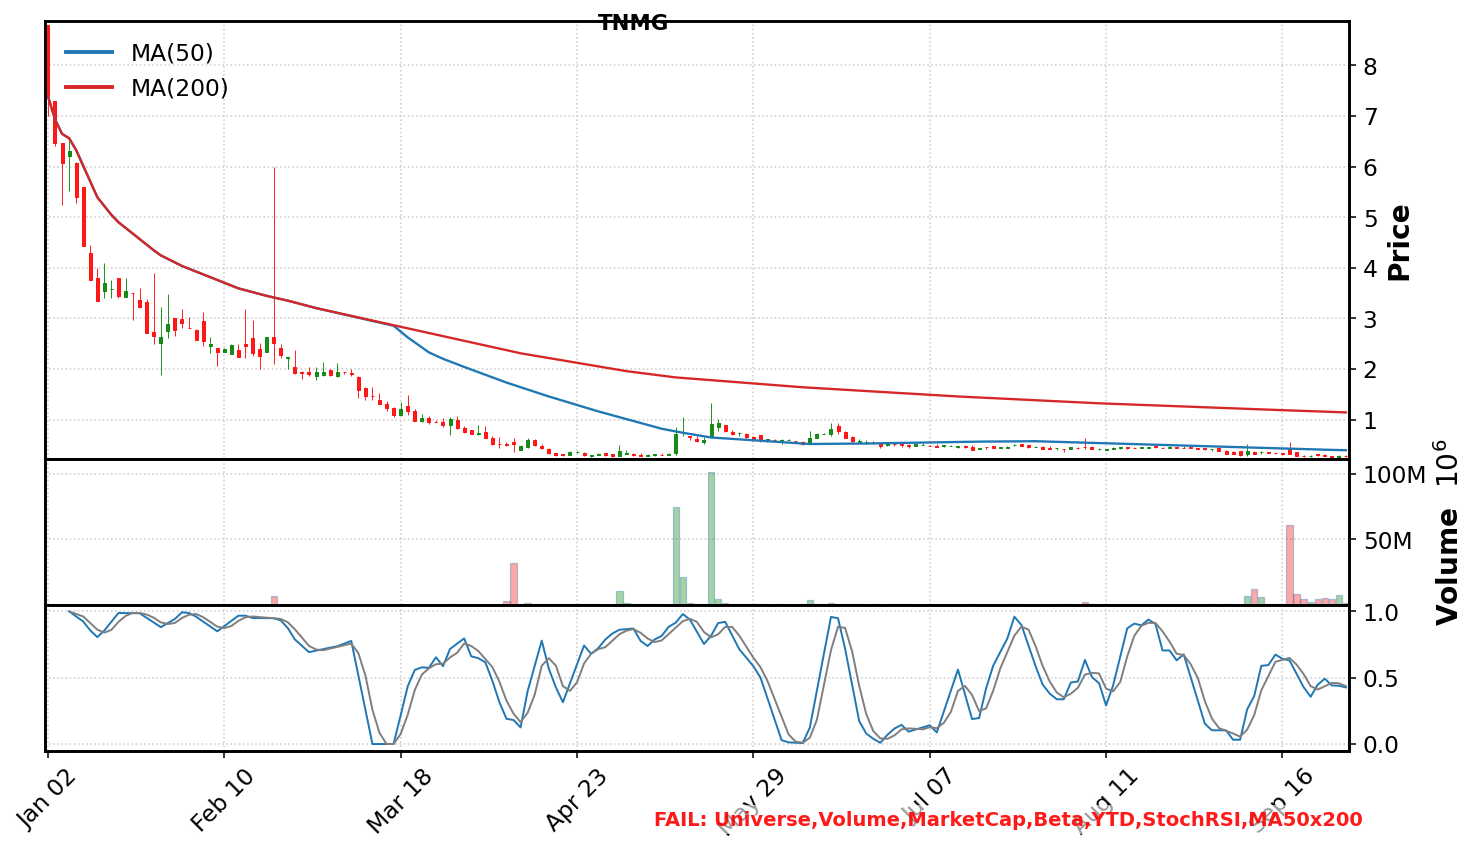 TNMG
MA(50)
MA(200)
8
7
6
5
4
3
2
1
Price
100M
50M
Volume 10⁶
1.0
0.5
0.0
Jan 02
Feb 10
Mar 18
Apr 23
May 29
Jul 07
Aug 11
Sep 16
FAIL: Universe,Volume,MarketCap,Beta,YTD,StochRSI,MA50x200